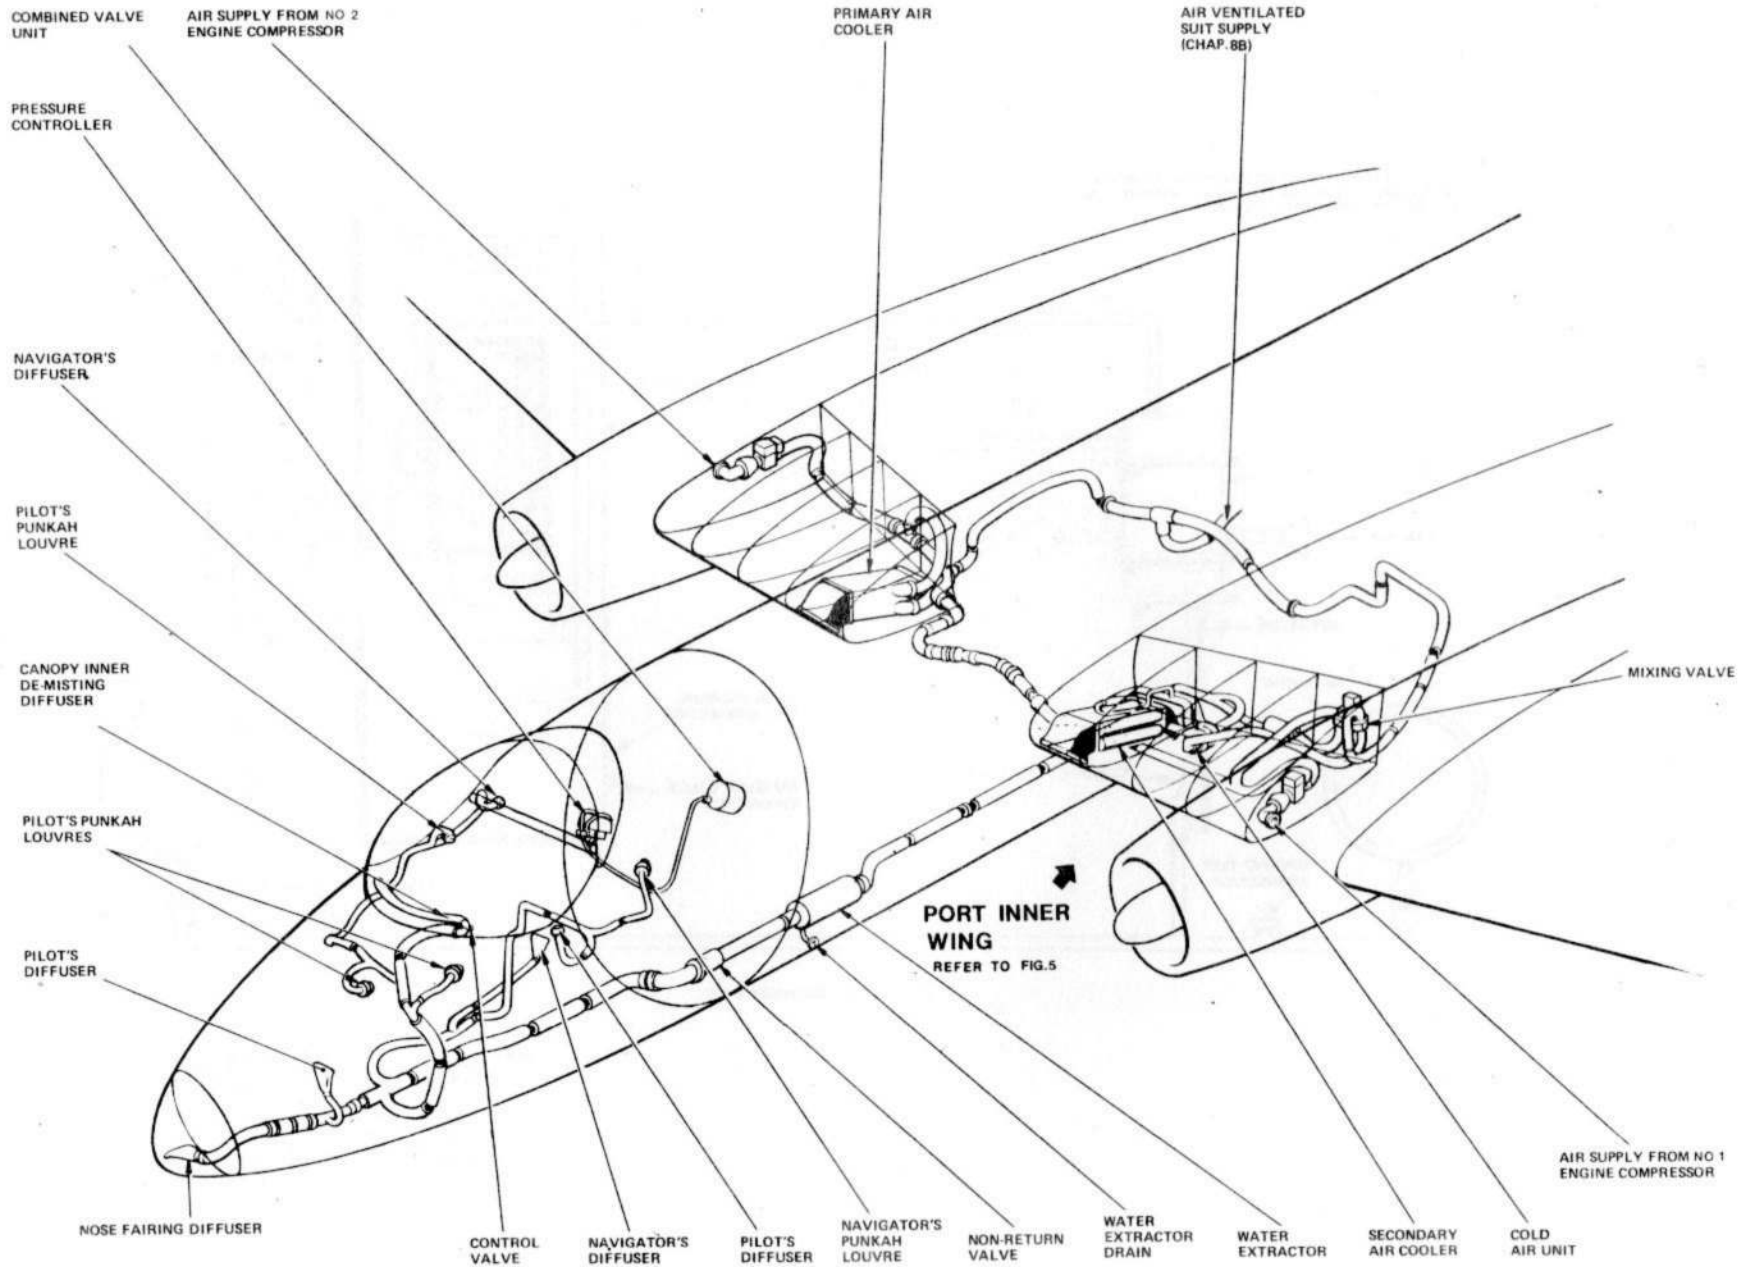 COMBINED VALVE
UNIT
AIR SUPPLY FROM NO 2
ENGINE COMPRESSOR
PRIMARY AIR
COOLER
AIR VENTILATED
SUIT SUPPLY
(CHAP.8B)
PRESSURE
CONTROLLER
NAVIGATOR'S
DIFFUSER
PILOT'S
PUNKAH
LOUVRE
CANOPY INNER
DE-MISTING
DIFFUSER
MIXING VALVE
PILOT'S PUNKAH
LOUVRES
PORT INNER
WING
REFER TO FIG.5
PILOT'S
DIFFUSER
AIR SUPPLY FROM NO 1
ENGINE COMPRESSOR
NOSE FAIRING DIFFUSER
CONTROL
VALVE
NAVIGATOR'S
DIFFUSER
PILOT'S
DIFFUSER
NAVIGATOR'S
PUNKAH
LOUVRE
NON-RETURN
VALVE
WATER
EXTRACTOR
DRAIN
WATER
EXTRACTOR
SECONDARY
AIR COOLER
COLD
AIR UNIT